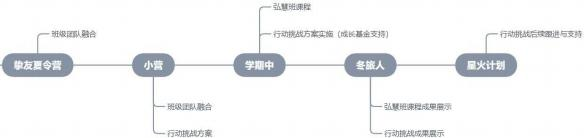 弘慧班课程
班级团队融合
行动挑战方案实施（成长基金支持）
行动挑战后续跟进与支持
挚友夏令营
小营
学期中
冬旅人
星火计划
班级团队融合
弘慧班课程成果展示
行动挑战方案
行动挑战成果展示